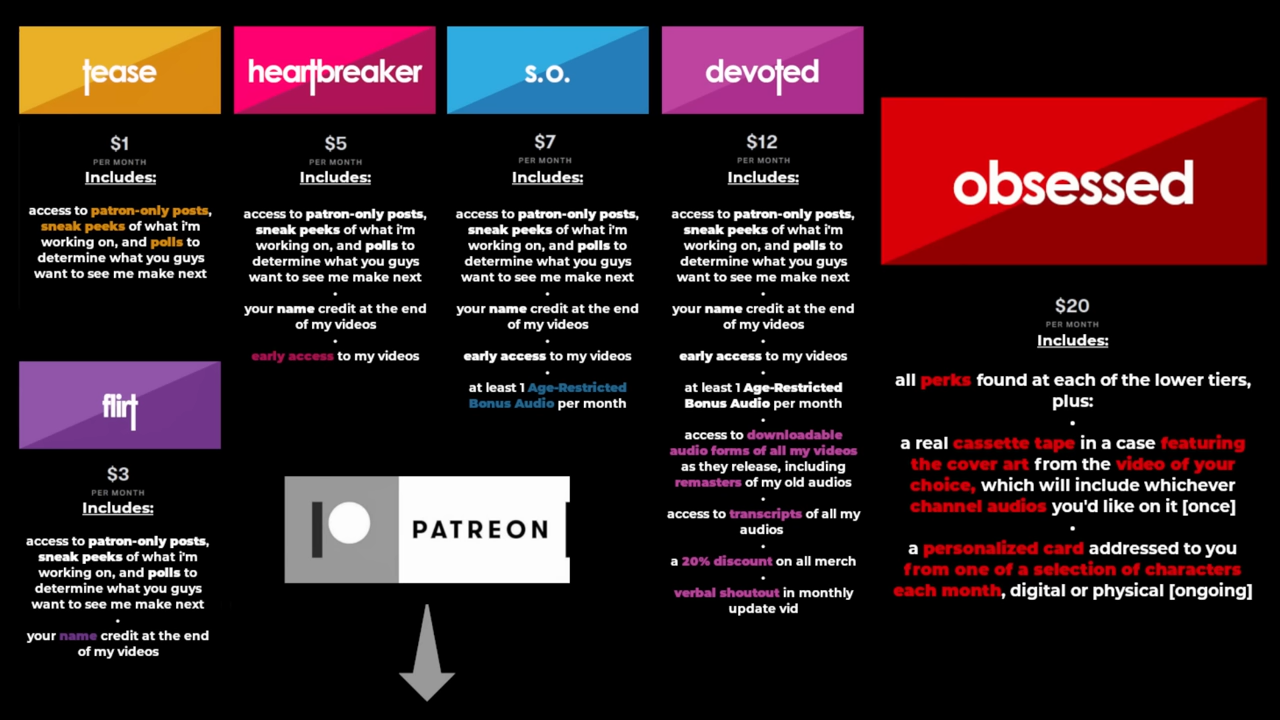 tease
$1
PER MONTH
Includes:
access to patron-only posts,
sneak peeks of what i'm
working on, and polls to
determine what you guys
want to see me make next
flirt
$3
PER MONTH
Includes:
access to patron-only posts,
sneak peeks of what i'm
working on, and polls to
determine what you guys
want to see me make next
•
your name credit at the end
of my videos
heartbreaker
$5
PER MONTH
Includes:
access to patron-only posts,
sneak peeks of what i'm
working on, and polls to
determine what you guys
want to see me make next
•
your name credit at the end
of my videos
•
early access to my videos
s.o.
$7
PER MONTH
Includes:
access to patron-only posts,
sneak peeks of what i'm
working on, and polls to
determine what you guys
want to see me make next
•
your name credit at the end
of my videos
•
early access to my videos
•
at least 1 Age-Restricted
Bonus Audio per month
PATREON
devoted
$12
PER MONTH
Includes:
access to patron-only posts,
sneak peeks of what i'm
working on, and polls to
determine what you guys
want to see me make next
•
your name credit at the end
of my videos
•
early access to my videos
•
at least 1 Age-Restricted
Bonus Audio per month
•
access to downloadable
audio forms of all my videos
as they release, including
remasters of my old audios
•
access to transcripts of all my
audios
•
a 20% discount on all merch
•
verbal shoutout in monthly
update vid
obsessed
$20
PER MONTH
Includes:
all perks found at each of the lower tiers,
plus:
•
a real cassette tape in a case featuring
the cover art from the video of your
choice, which will include whichever
channel audios you'd like on it [once]
•
a personalized card addressed to you
from one of a selection of characters
each month, digital or physical [ongoing]